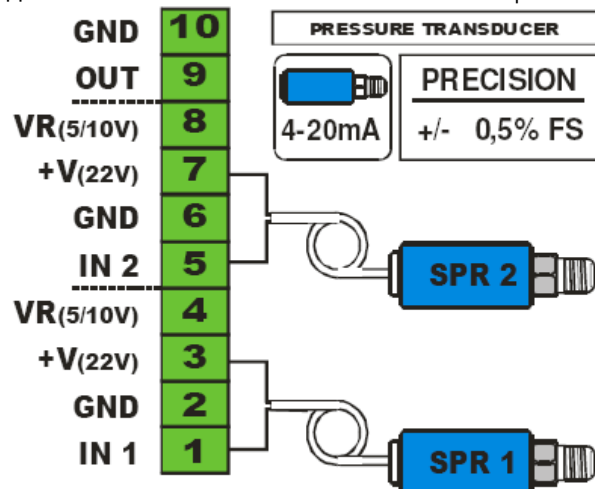 GND 10
PRESSURE TRANSDUCER
OUT 9
VR(5/10V) 8
4-20mA
PRECISION
+/- 0,5% FS
+V(22V) 7
GND 6
IN 2 5
SPR 2
VR(5/10V) 4
+V(22V) 3
GND 2
IN 1 1
SPR 1